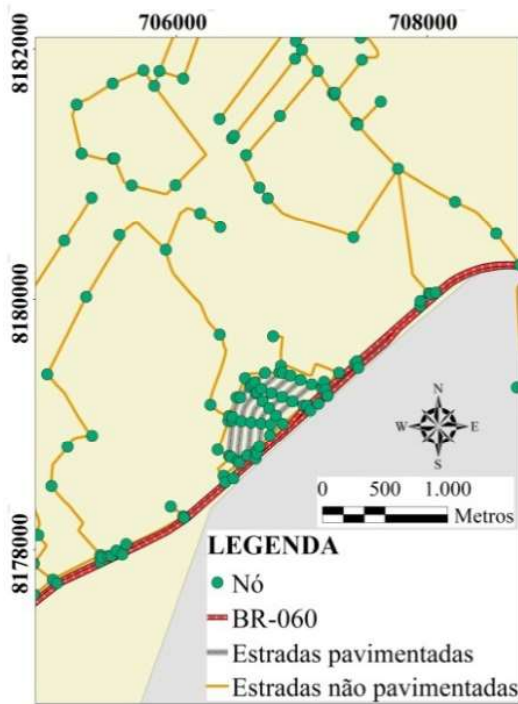 706000 708000
8182000
8180000
8178000
N
W E
S
0 500 1.000
Metros
LEGENDA
Nó
BR-060
Estradas pavimentadas
Estradas não pavimentadas